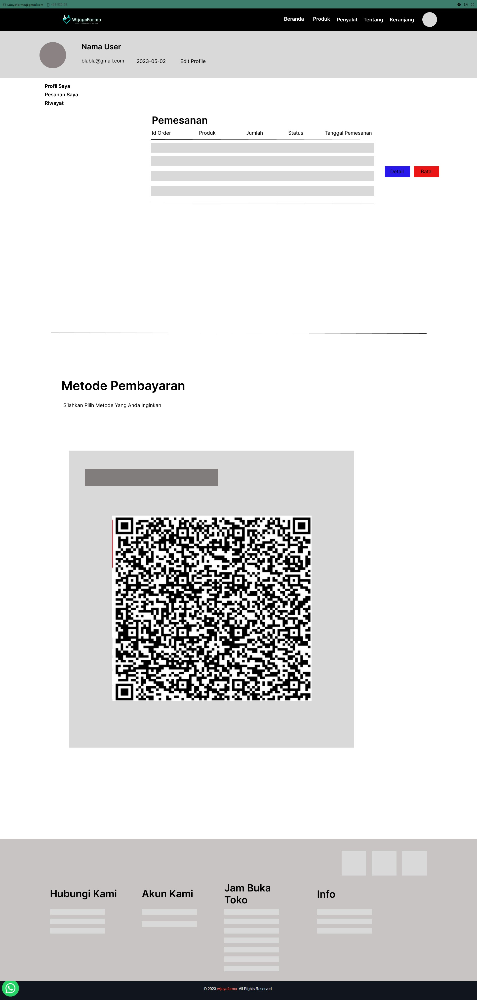 wijayafarma@gmail.com +62-222-22
WijayaFarma
Beranda Produk Penyakit Tentang Keranjang
Nama User
blabla@gmail.com 2023-05-02 Edit Profile
Profil Saya
Pesanan Saya
Riwayat
Pemesanan
Id Order Produk Jumlah Status Tanggal Pemesanan
Detail Batal
Metode Pembayaran
Silahkan Pilih Metode Yang Anda Inginkan
Hubungi Kami
Akun Kami
Jam Buka
Toko
Info
© 2023 wijayafarma. All Rights Reserved